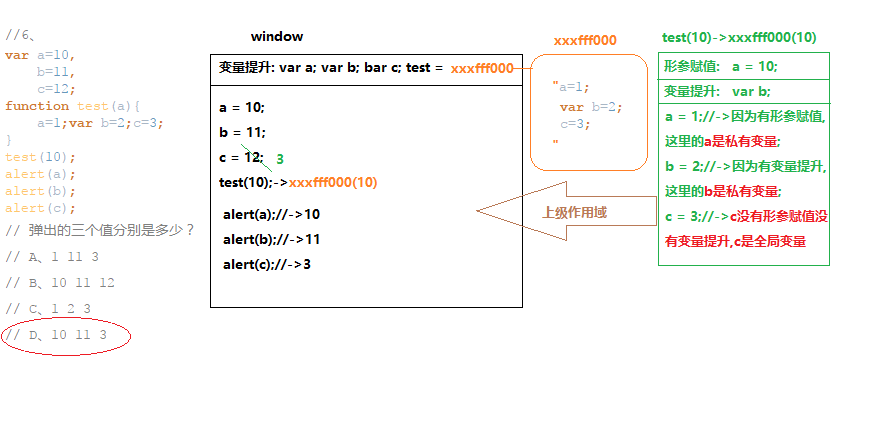 //6、
var a=10,
b=11,
c=12;
function test(a){
a=1;var b=2;c=3;
}
test(10);
alert(a);
alert(b);
alert(c);
// 弹出的三个值分别是多少？
// A、1 11 3
// B、10 11 12
// C、1 2 3
// D、10 11 3
window
变量提升: var a; var b; bar c; test = xxxfff000
a = 10;
b = 11;
c = 12; 3
test(10);->xxxfff000(10)
alert(a);//->10
alert(b);//->11
alert(c);//->3
xxxfff000
"a=1;
var b=2;
c=3;
"
上级作用域
test(10)->xxxfff000(10)
形参赋值: a = 10;
变量提升: var b;
a = 1;//->因为有形参赋值,
这里的a是私有变量;
b = 2;//->因为有变量提升,
这里的b是私有变量;
c = 3;//->c没有形参赋值没
有变量提升,c是全局变量